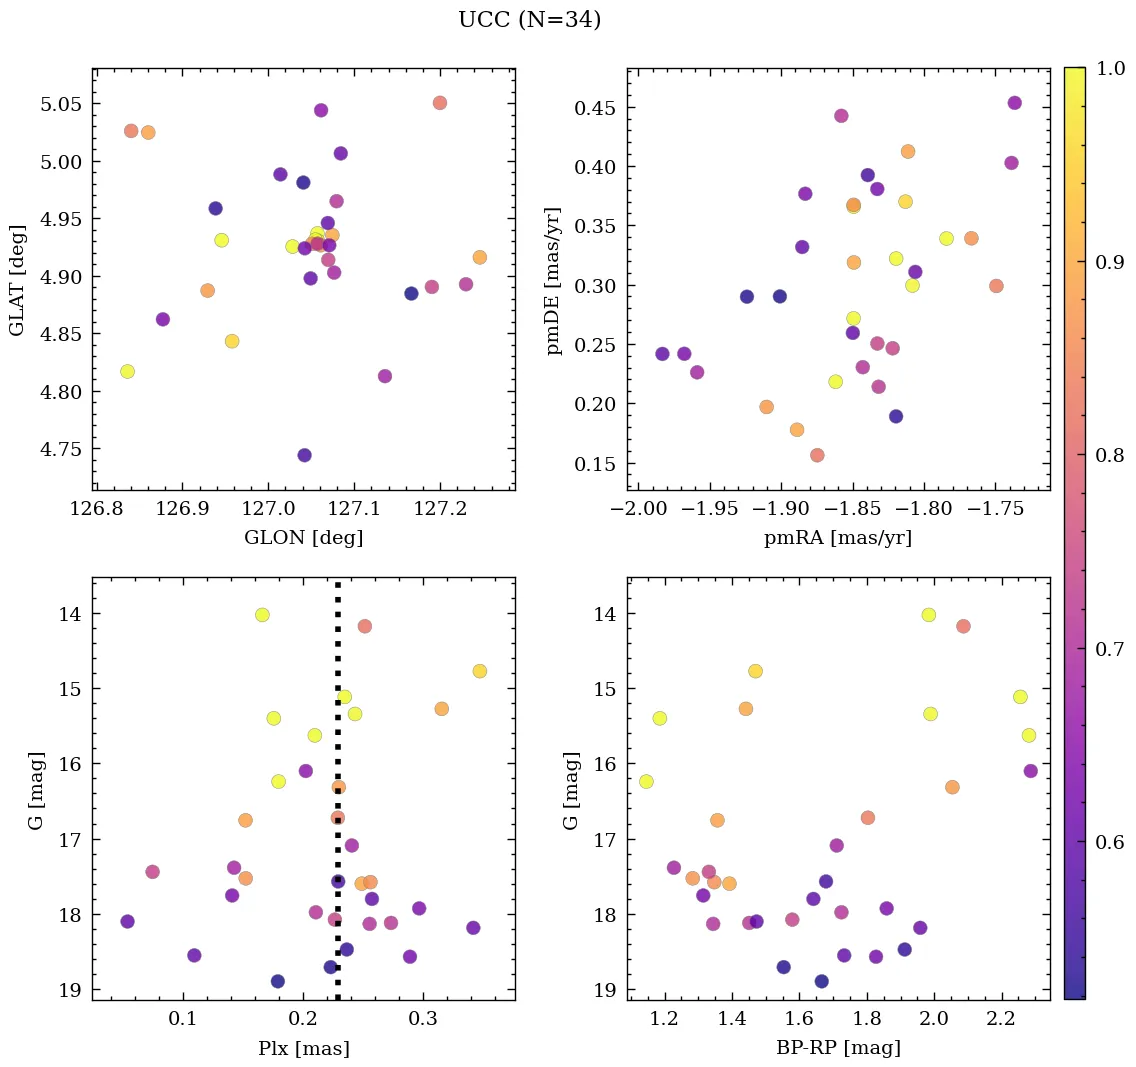 UCC (N=34)
5.05
5.00
4.95
4.90
4.85
4.80
4.75
GLAT [deg]
126.8 126.9 127.0 127.1 127.2
GLON [deg]
0.45
0.40
0.35
0.30
0.25
0.20
0.15
pmDE [mas/yr]
−2.00 −1.95 −1.90 −1.85 −1.80 −1.75
pmRA [mas/yr]
14
15
16
17
18
19
G [mag]
0.1 0.2 0.3
Plx [mas]
14
15
16
17
18
19
G [mag]
1.2 1.4 1.6 1.8 2.0 2.2
BP-RP [mag]
1.0
0.9
0.8
0.7
0.6